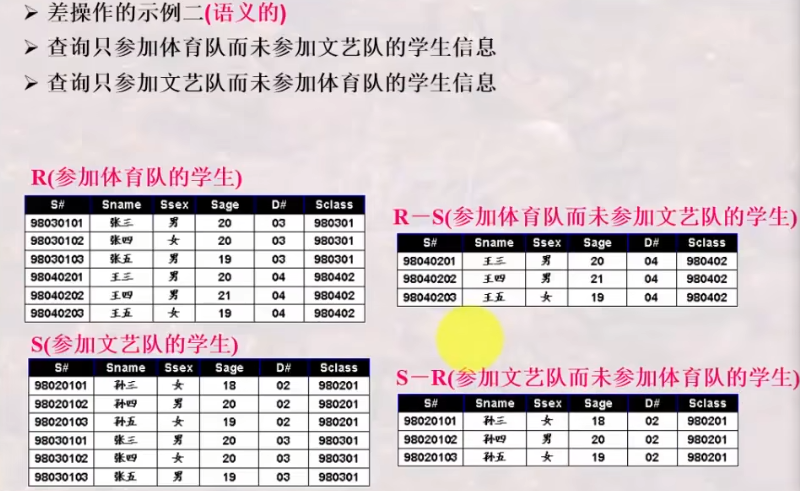 ➢ 差操作的示例二(语义的)
➢ 查询只参加体育队而未参加文艺队的学生信息
➢ 查询只参加文艺队而未参加体育队的学生信息
R(参加体育队的学生)
S# Sname Ssex Sage D# Sclass
98030101 张三 男 20 03 980301
98030102 张四 女 20 03 980301
98030103 张五 男 19 03 980301
98040201 王三 男 20 04 980402
98040202 王四 男 21 04 980402
98040203 王五 女 19 04 980402
S(参加文艺队的学生)
S# Sname Ssex Sage D# Sclass
98020101 孙三 女 18 02 980201
98020102 孙四 男 20 02 980201
98020103 孙五 女 19 02 980201
98030101 张三 男 20 03 980301
98030102 张四 女 20 03 980301
98030103 张五 男 19 03 980301
R－S(参加体育队而未参加文艺队的学生)
S# Sname Ssex Sage D# Sclass
98040201 王三 男 20 04 980402
98040202 王四 男 21 04 980402
98040203 王五 女 19 04 980402
S－R(参加文艺队而未参加体育队的学生)
S# Sname Ssex Sage D# Sclass
98020101 孙三 女 18 02 980201
98020102 孙四 男 20 02 980201
98020103 孙五 女 19 02 980201